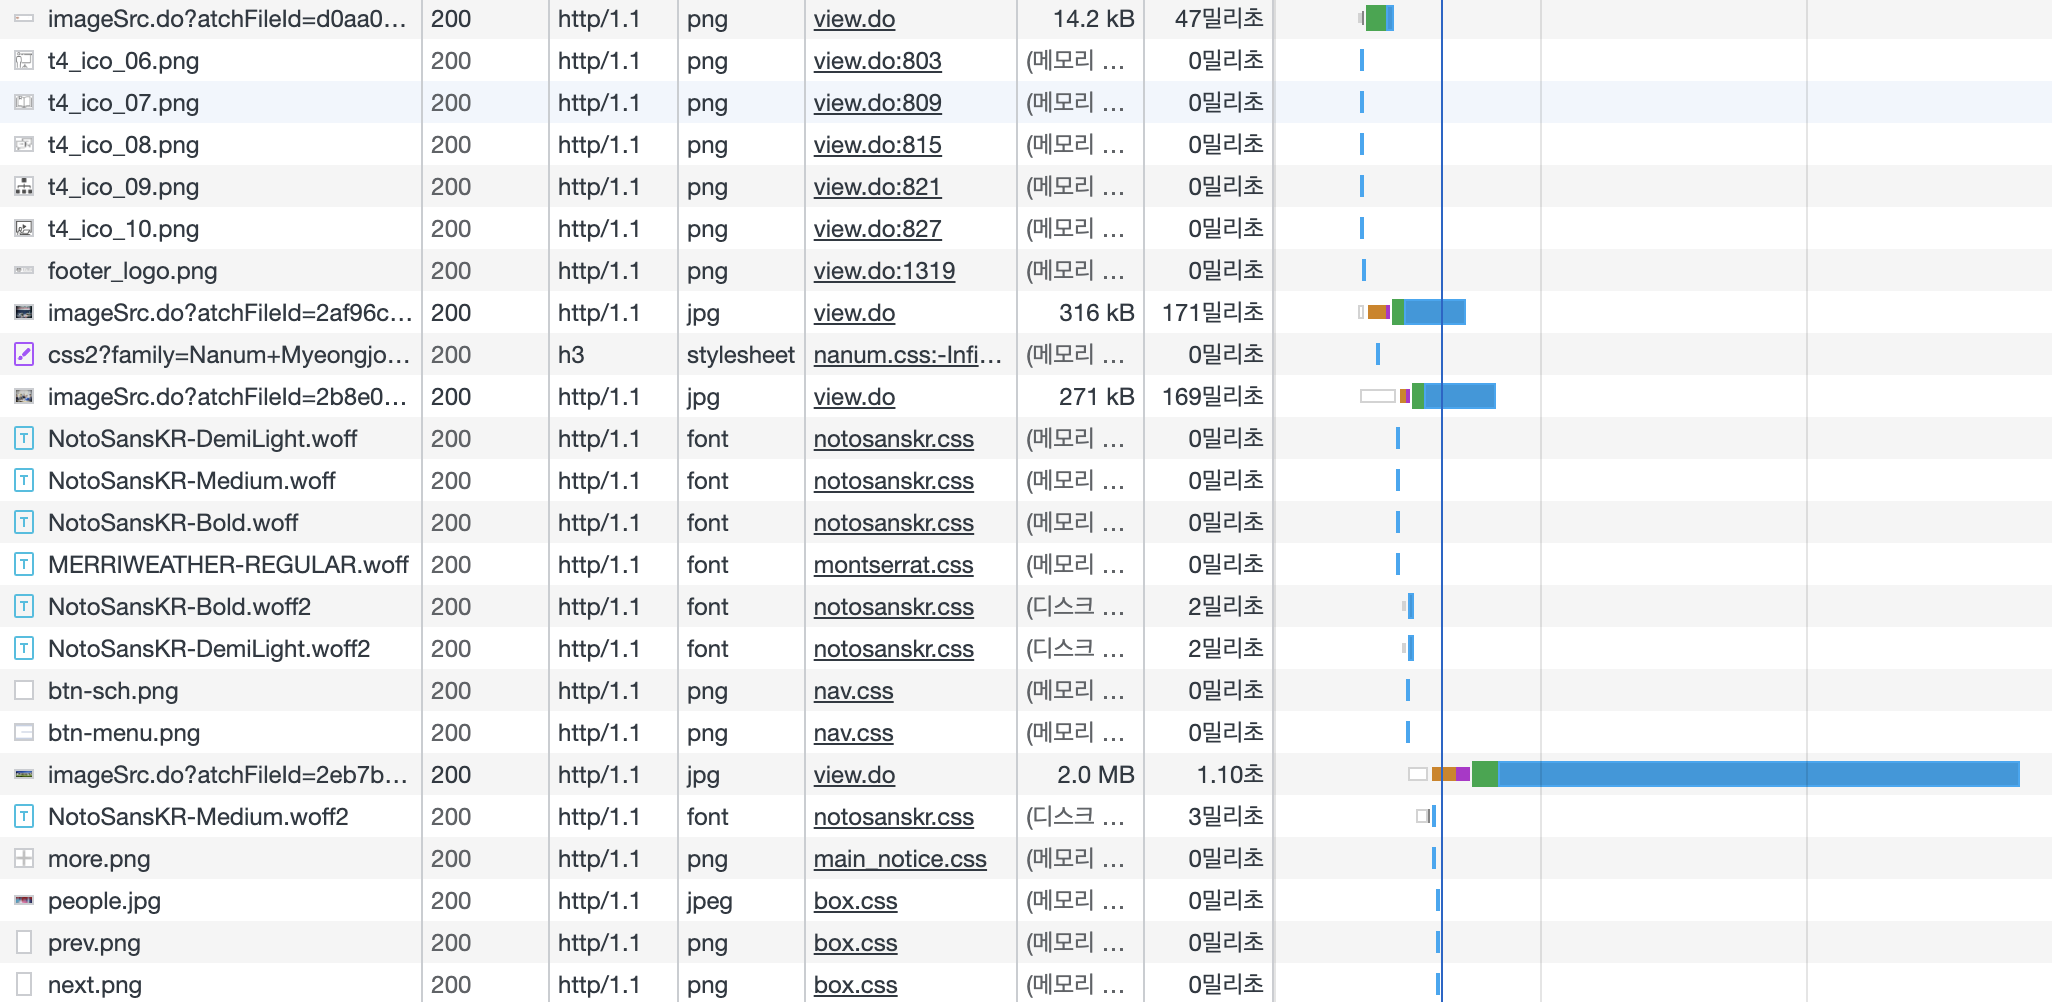 imageSrc.do?atchFileId=d0aa0... 200 http/1.1 png view.do 14.2 kB 47밀리초
t4_ico_06.png 200 http/1.1 png view.do:803 (메모리 ... 0밀리초
t4_ico_07.png 200 http/1.1 png view.do:809 (메모리 ... 0밀리초
t4_ico_08.png 200 http/1.1 png view.do:815 (메모리 ... 0밀리초
t4_ico_09.png 200 http/1.1 png view.do:821 (메모리 ... 0밀리초
t4_ico_10.png 200 http/1.1 png view.do:827 (메모리 ... 0밀리초
footer_logo.png 200 http/1.1 png view.do:1319 (메모리 ... 0밀리초
imageSrc.do?atchFileId=2af96c... 200 http/1.1 jpg view.do 316 kB 171밀리초
css2?family=Nanum+Myeongjo... 200 h3 stylesheet nanum.css:-Infi... (메모리 ... 0밀리초
imageSrc.do?atchFileId=2b8e0... 200 http/1.1 jpg view.do 271 kB 169밀리초
NotoSansKR-DemiLight.woff 200 http/1.1 font notosanskr.css (메모리 ... 0밀리초
NotoSansKR-Medium.woff 200 http/1.1 font notosanskr.css (메모리 ... 0밀리초
NotoSansKR-Bold.woff 200 http/1.1 font notosanskr.css (메모리 ... 0밀리초
MERRIWEATHER-REGULAR.woff 200 http/1.1 font montserrat.css (메모리 ... 0밀리초
NotoSansKR-Bold.woff2 200 http/1.1 font notosanskr.css (디스크 ... 2밀리초
NotoSansKR-DemiLight.woff2 200 http/1.1 font notosanskr.css (디스크 ... 2밀리초
btn-sch.png 200 http/1.1 png nav.css (메모리 ... 0밀리초
btn-menu.png 200 http/1.1 png nav.css (메모리 ... 0밀리초
imageSrc.do?atchFileId=2eb7b... 200 http/1.1 jpg view.do 2.0 MB 1.10초
NotoSansKR-Medium.woff2 200 http/1.1 font notosanskr.css (디스크 ... 3밀리초
more.png 200 http/1.1 png main_notice.css (메모리 ... 0밀리초
people.jpg 200 http/1.1 jpeg box.css (메모리 ... 0밀리초
prev.png 200 http/1.1 png box.css (메모리 ... 0밀리초
next.png 200 http/1.1 png box.css (메모리 ... 0밀리초